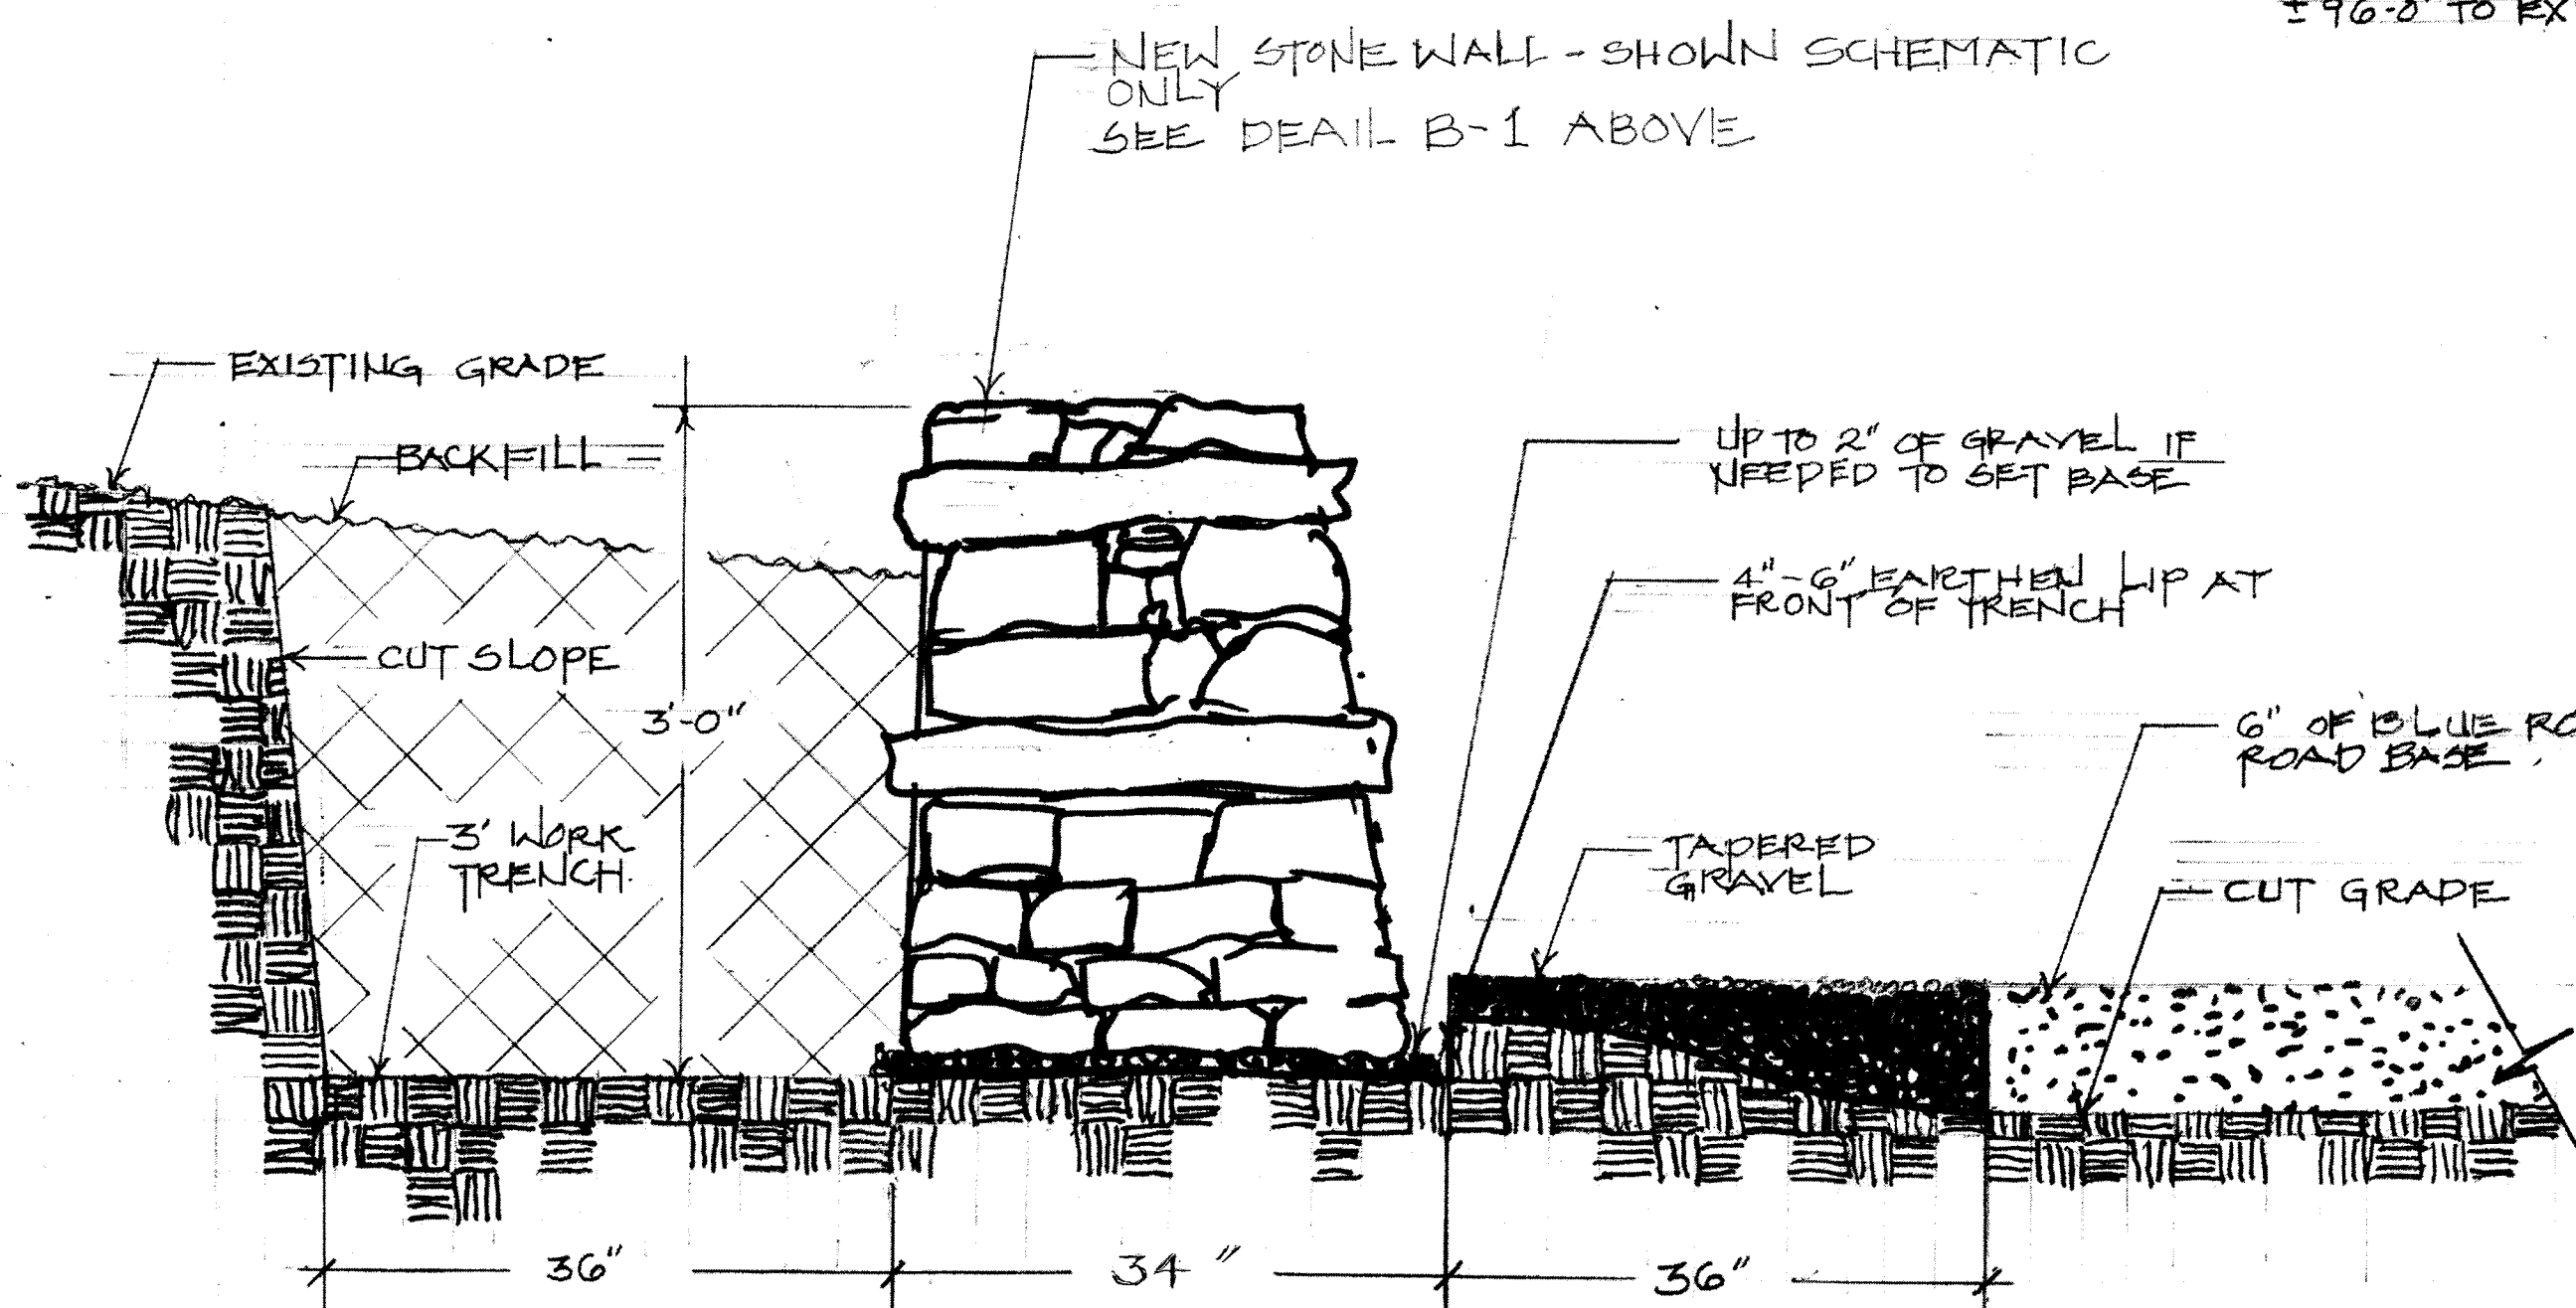 ± 96-0" TO EX
NEW STONE WALL - SHOWN SCHEMATIC
ONLY
SEE DEAIL B-1 ABOVE
EXISTING GRADE
BACKFILL
CUT SLOPE
3'-0"
3' WORK
TRENCH.
UP TO 2" OF GRAVEL IF
NEEDED TO SET BASE
4"-6" EARTHEN LIP AT
FRONT OF TRENCH
6" OF BLUE RO
ROAD BASE.
TAPERED
GRAVEL
CUT GRADE
36"
34"
36"